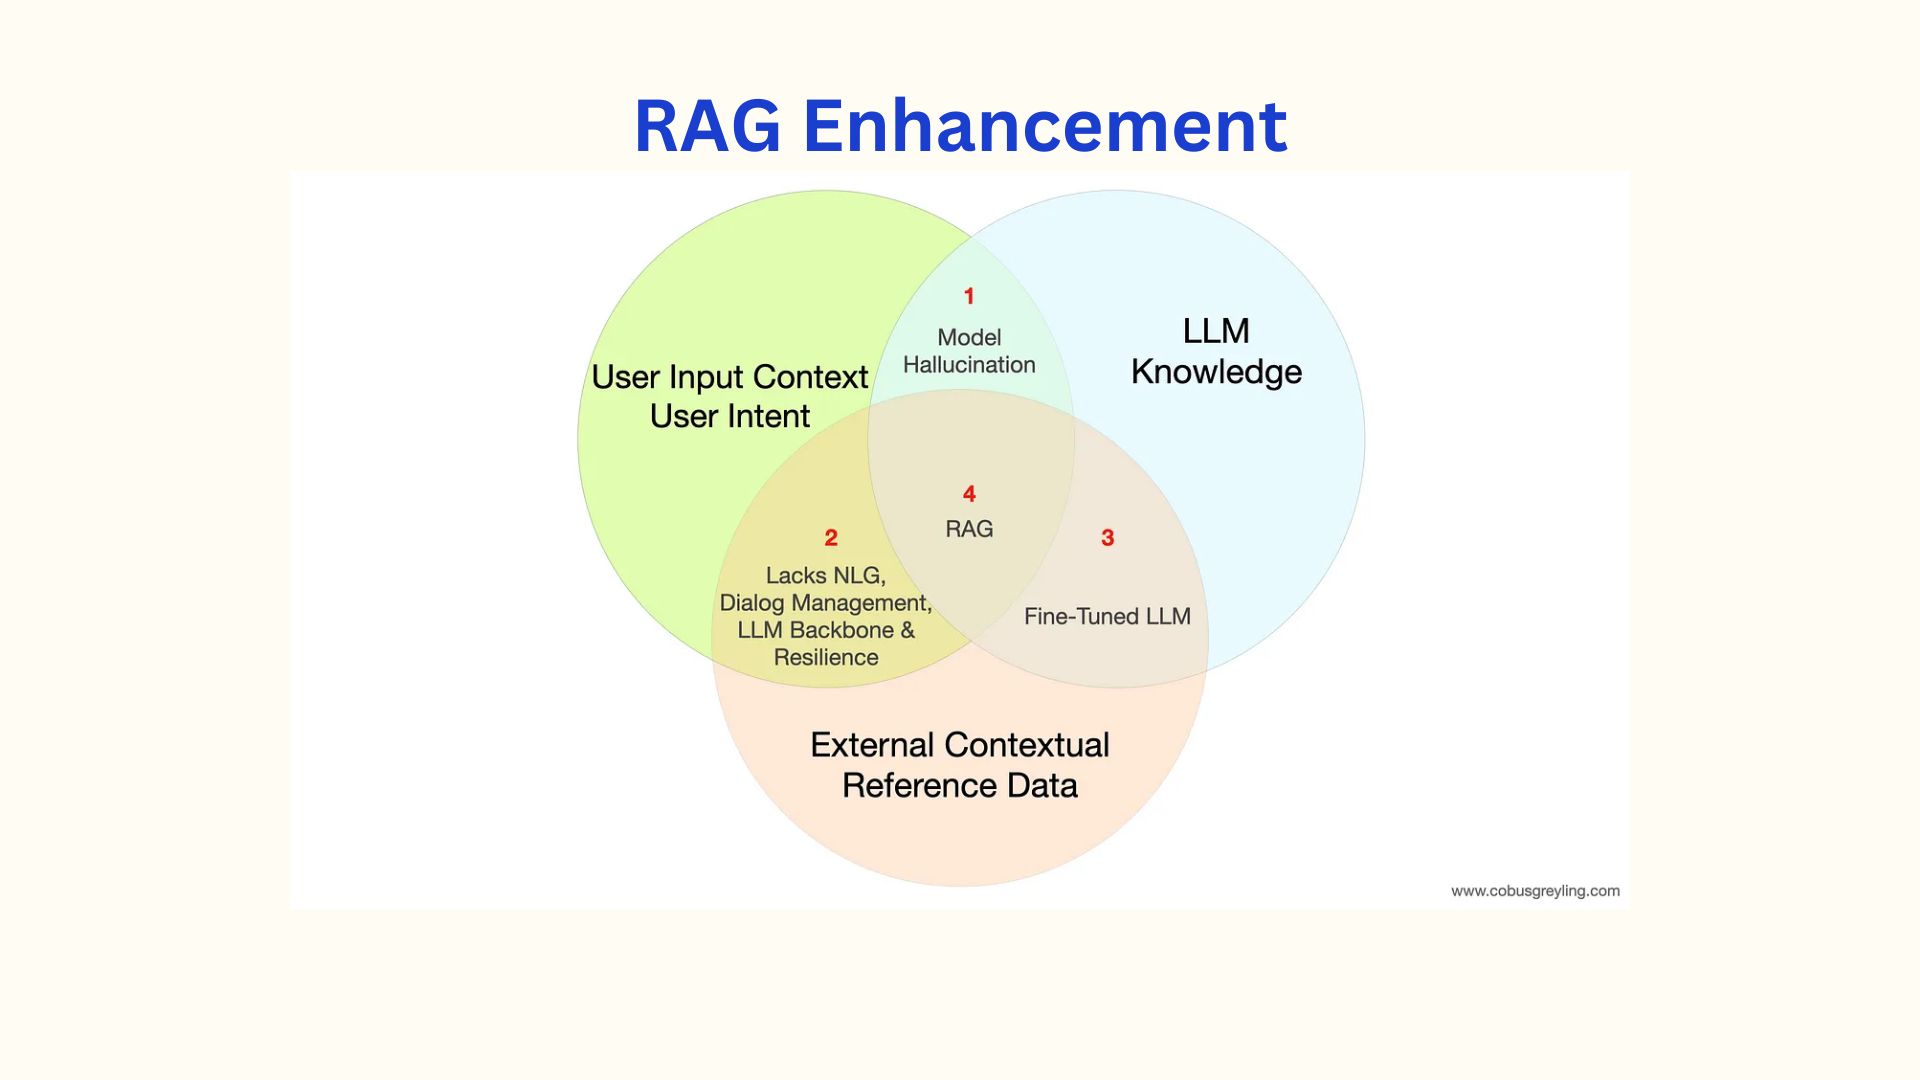 RAG Enhancement
1
Model
Hallucination
LLM
Knowledge
User Input Context
User Intent
4
RAG
2
Lacks NLG,
Dialog Management,
LLM Backbone &
Resilience
3
Fine-Tuned LLM
External Contextual
Reference Data
www.cobusgreyling.com